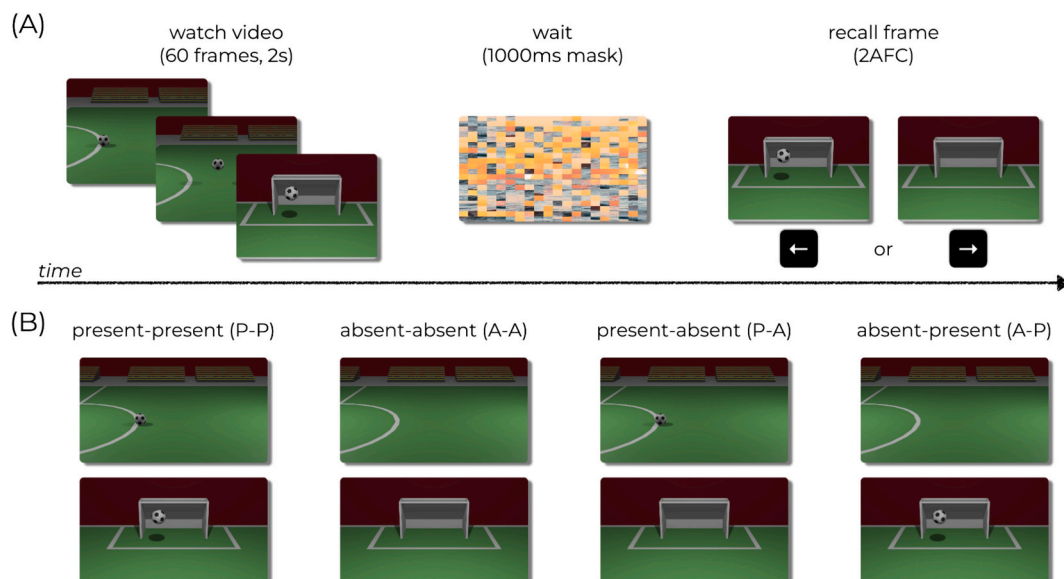 (A)
watch video
(60 frames, 2s)
wait
(1000ms mask)
recall frame
(2AFC)
← or →
time
(B)
present-present (P-P)
absent-absent (A-A)
present-absent (P-A)
absent-present (A-P)